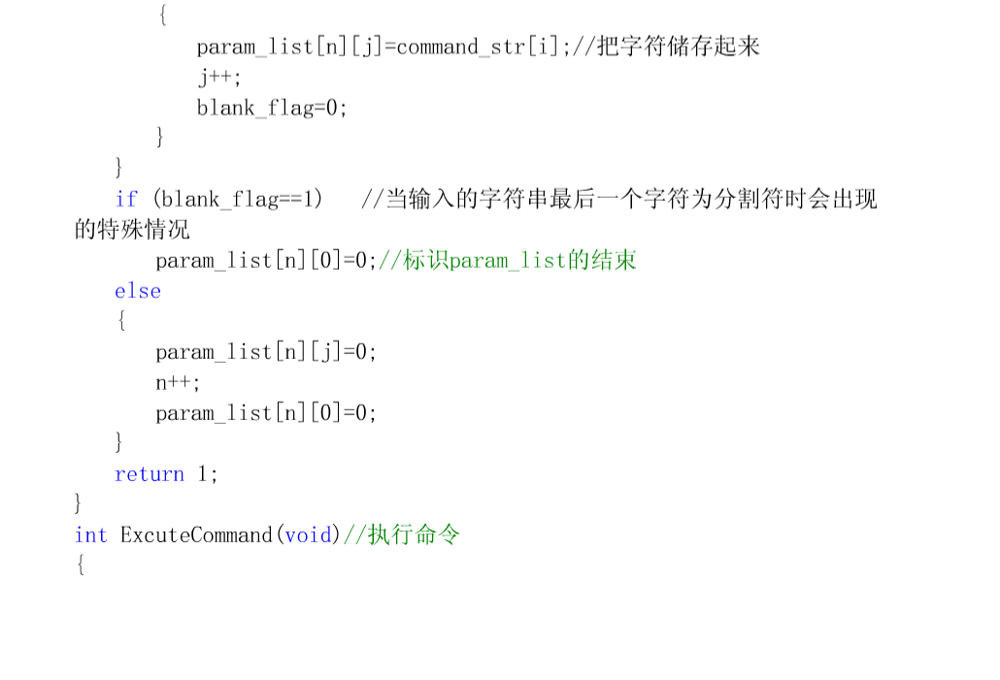 {
param_list[n][j]=command_str[i];//把字符储存起来
j++;
blank_flag=0;
}
}
if (blank_flag==1)   //当输入的字符串最后一个字符为分割符时会出现
的特殊情况
param_list[n][0]=0;//标识param_list的结束
else
{
param_list[n][j]=0;
n++;
param_list[n][0]=0;
}
return 1;
}
int ExcuteCommand(void)//执行命令
{